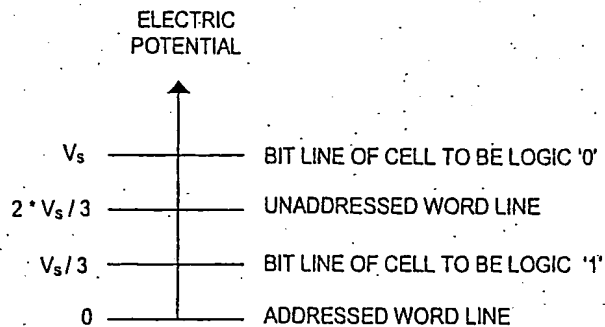 ELECTRIC
POTENTIAL
Vs BIT LINE OF CELL TO BE LOGIC '0'
2 * Vs / 3 UNADDRESSED WORD LINE
Vs / 3 BIT LINE OF CELL TO BE LOGIC '1'
0 ADDRESSED WORD LINE